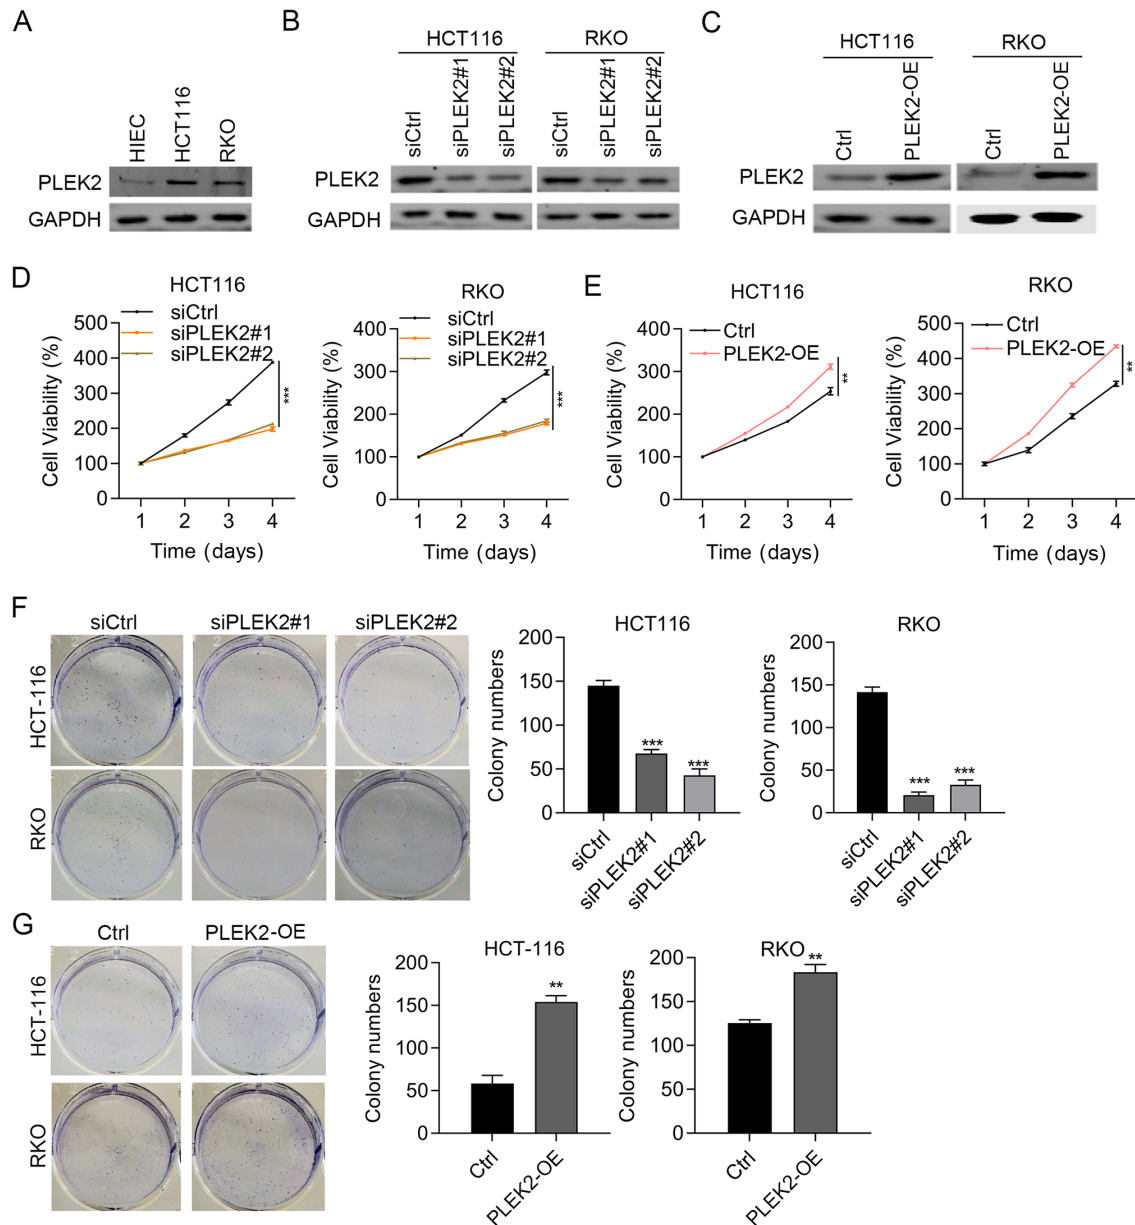 A
HIEC
HCT116
RKO
PLEK2
GAPDH
B
HCT116
RKO
siCtrl
siPLEK2#1
siPLEK2#2
siCtrl
siPLEK2#1
siPLEK2#2
PLEK2
GAPDH
C
HCT116
RKO
Ctrl
PLEK2-OE
Ctrl
PLEK2-OE
PLEK2
GAPDH
D
HCT116
siCtrl
siPLEK2#1
siPLEK2#2
Cell Viability (%)
500
400
300
200
100
0
***
1 2 3 4
Time (days)
RKO
siCtrl
siPLEK2#1
siPLEK2#2
Cell Viability (%)
400
300
200
100
0
***
1 2 3 4
Time (days)
E
HCT116
Ctrl
PLEK2-OE
Cell Viability (%)
400
300
200
100
0
**
1 2 3 4
Time (days)
RKO
Ctrl
PLEK2-OE
Cell Viability (%)
500
400
300
200
100
0
**
1 2 3 4
Time (days)
F
siCtrl siPLEK2#1 siPLEK2#2
HCT-116
RKO
HCT116
Colony numbers
200
150
100
50
0
***
***
siCtrl
siPLEK2#1
siPLEK2#2
RKO
Colony numbers
200
150
100
50
0
***
***
siCtrl
siPLEK2#1
siPLEK2#2
G
Ctrl PLEK2-OE
HCT-116
RKO
HCT-116
Colony numbers
200
150
100
50
0
**
Ctrl
PLEK2-OE
RKO
Colony numbers
200
150
100
50
0
**
Ctrl
PLEK2-OE